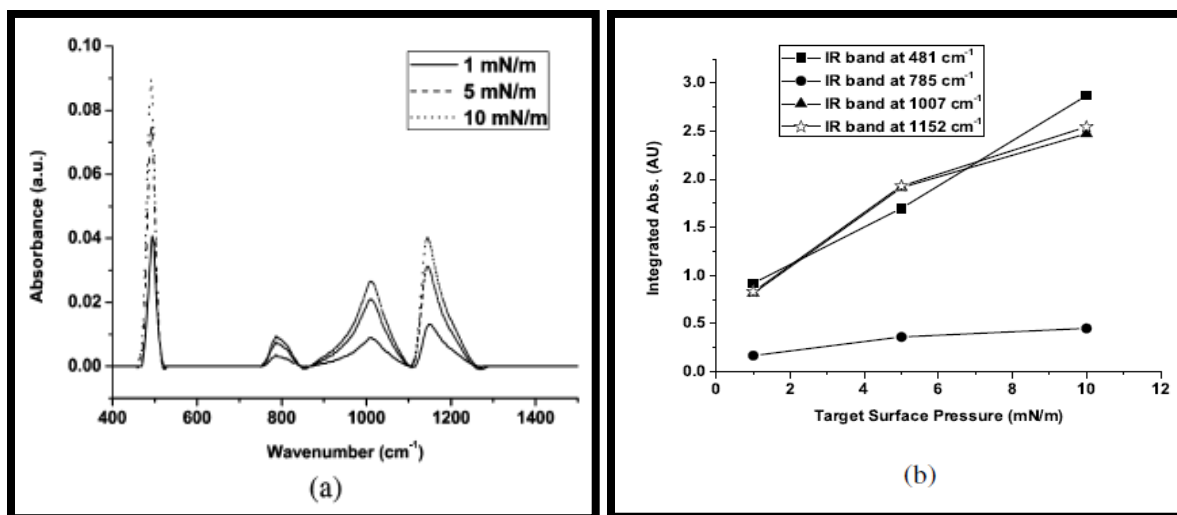 0.10
0.08
0.06
0.04
0.02
0.00
Absorbance (a.u.)
1 mN/m
5 mN/m
10 mN/m
400 600 800 1000 1200 1400
Wavenumber (cm⁻¹)
(a)
IR band at 481 cm⁻¹
IR band at 785 cm⁻¹
IR band at 1007 cm⁻¹
IR band at 1152 cm⁻¹
3.0
2.5
2.0
1.5
1.0
0.5
0.0
Integrated Abs. (AU)
0 2 4 6 8 10 12
Target Surface Pressure (mN/m)
(b)